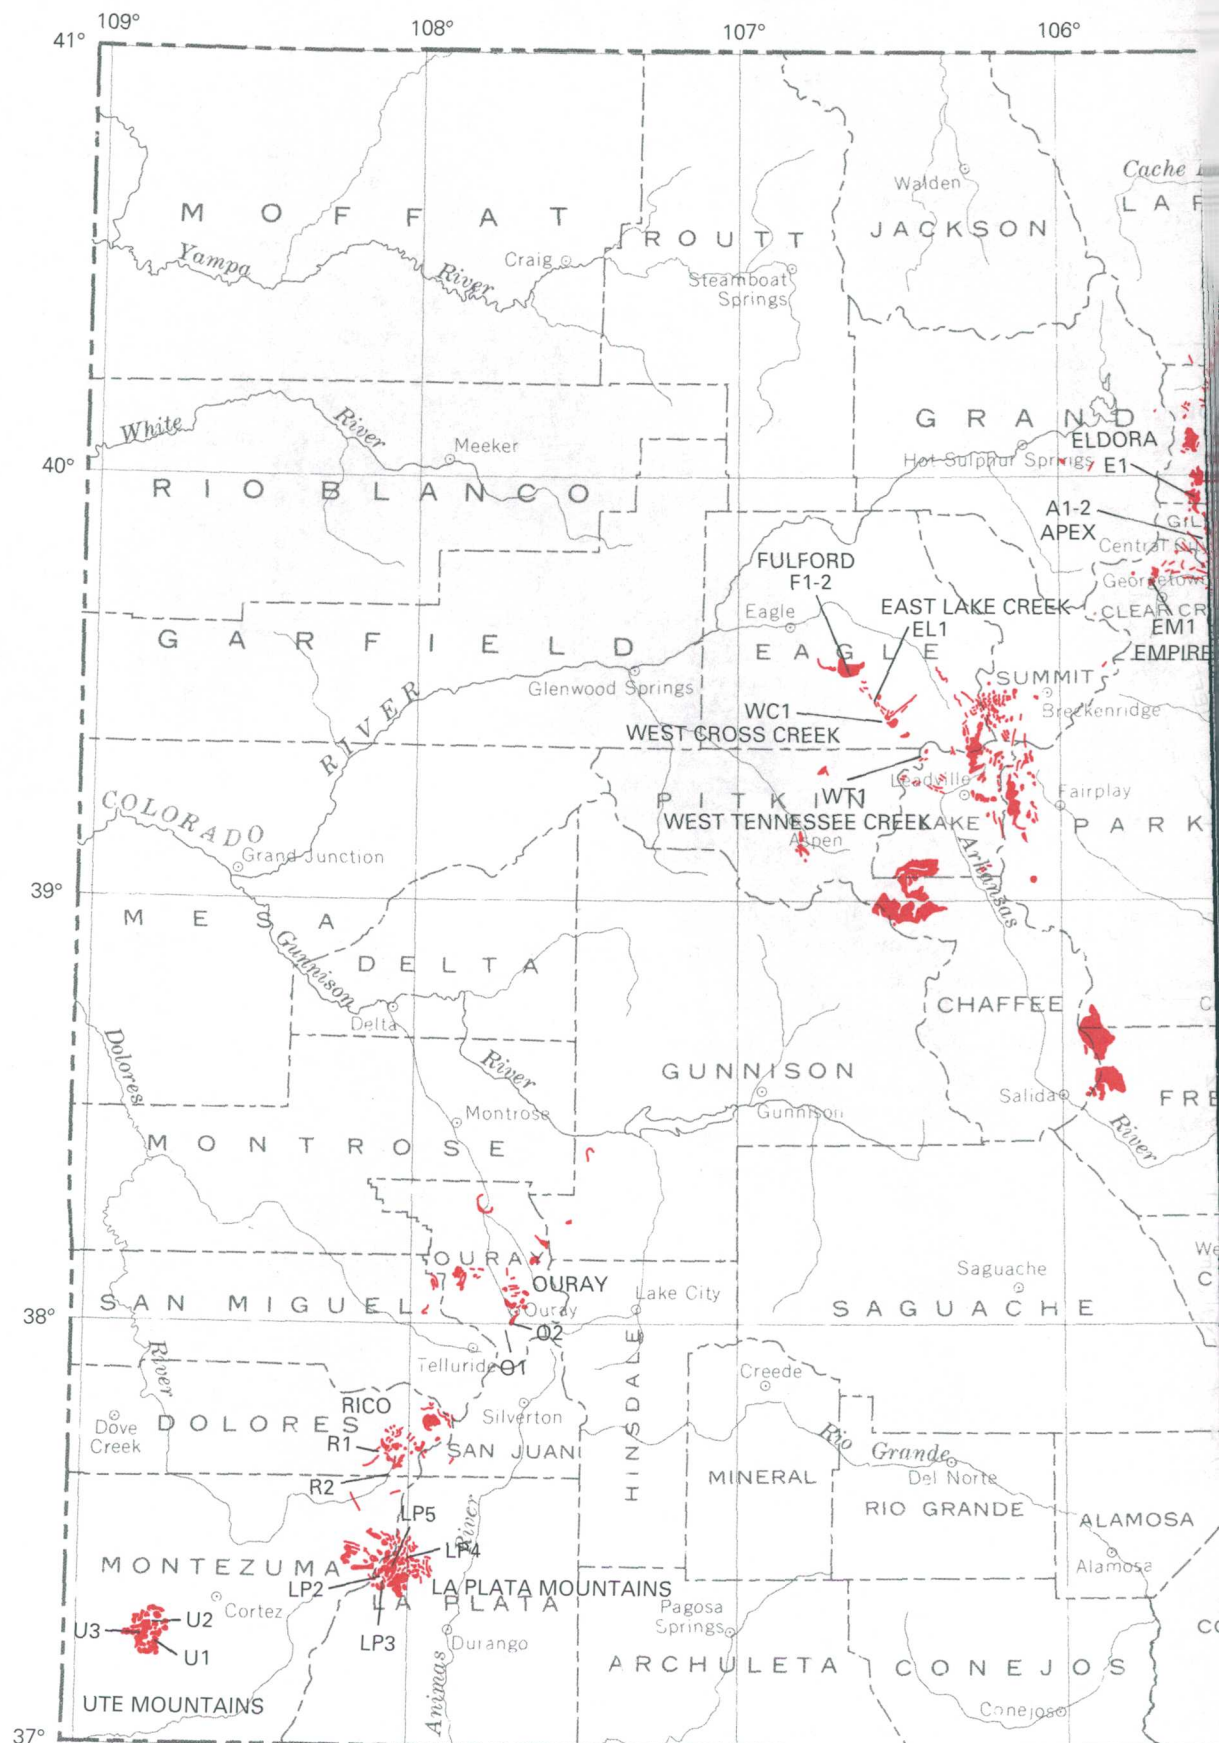 109°
108°
107°
106°
41°
Cache
LAR
Walden
JACKSON
MOFFAT
ROUTT
Yampa
River
Craig
Steamboat
Springs
GRAND
White
River
Meeker
ELDORA
Hot Sulphur Springs
E1
40°
RIO BLANCO
A1-2
APEX
GIL
Central City
FULFORD
F1-2
Georgetown
EAST LAKE CREEK
EL1
CLEAR CR
Eagle
EM1
EMPIRE
GARFIELD
EAGLE
SUMMIT
Glenwood Springs
Breckenridge
WC1
WEST CROSS CREEK
RIVER
Leadville
Fairplay
PITKIN
WT1
COLORADO
WEST TENNESSEE CREEK
LAKE
PARK
Aspen
Grand Junction
Arkansas
39°
MESA
Gunnison
DELTA
CHAFFEE
C
Delta
Dolores
River
GUNNISON
Salida
FRE
Montrose
Gunnison
River
MONTROSE
We
C
OURAY
Saguache
OURAY
Lake City
SAN MIGUEL
Ouray
SAGUACHE
38°
O2
Telluride
O1
HINSDALE
River
Creede
RICO
DOLORES
Silverton
Dove
Creek
R1
SAN JUAN
Rio Grande
MINERAL
Del Norte
R2
RIO GRANDE
LP5
River
ALAMOSA
LP4
MONTEZUMA
Alamosa
LP2
LA PLATA MOUNTAINS
LA PLATA
Cortez
Pagosa
Springs
U2
U3
LP3
Durango
CO
U1
ARCHULETA
CONEJOS
UTE MOUNTAINS
Animas
Conejos
37°